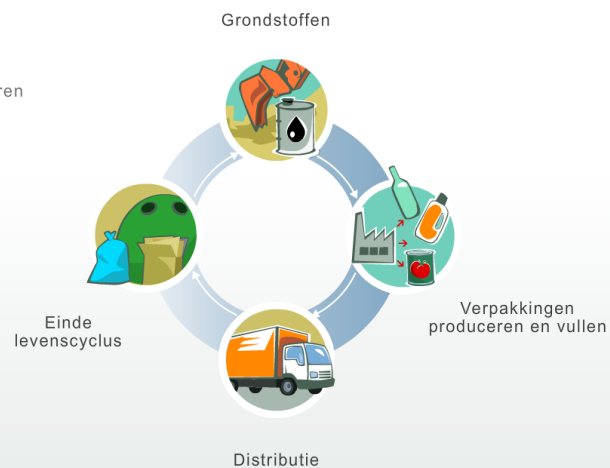 Grondstoffen
Verpakkingen
produceren en vullen
Einde
levenscyclus
Distributie